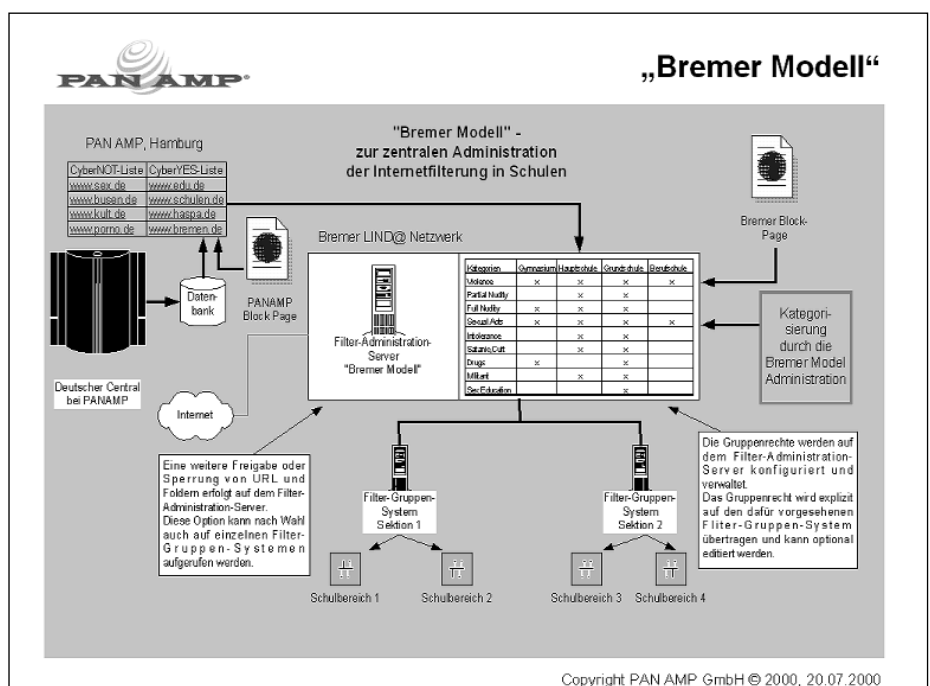 PAN AMP®
„Bremer Modell“
"Bremer Modell" -
zur zentralen Administration
der Internetfilterung in Schulen
PAN AMP, Hamburg
CyberNOT-Liste CyberYES-Liste
www.sex.de www.edu.de
www.busen.de www.schulen.de
www.kult.de www.haspa.de
www.porno.de www.bremen.de
Daten-
bank
PANAMP
Block Page
Deutscher Central
bei PANAMP
Internet
Bremer LIND@ Netzwerk
Filter-Administration-
Server
"Bremer Modell"
Kategorien Gymnasium Hauptschule Grundschule Berufschule
Violence x x x x
Partial Nudity x x
Full Nudity x x x
Sexual Acts x x x x
Intolerance x x
Satanic,Cult x x
Drugs x x
Militant x x
Sex Education x
Bremer Block-
Page
Kategori-
sierung
durch die
Bremer Model
Administration
Eine weitere Freigabe oder
Sperrung von URL und
Foldern erfolgt auf dem Filter-
Administration-Server.
Diese Option kann nach Wahl
auch auf einzelnen Filter-
Gruppen-Systemen
aufgerufen werden.
Filter-Gruppen-
System
Sektion 1
Filter-Gruppen-
System
Sektion 2
Die Gruppenrechte werden auf
dem Filter-Administration-
Server konfiguriert und
verwaltet.
Das Gruppenrecht wird explizit
auf den dafür vorgesehenen
Fliter-Gruppen-System
übertragen und kann optional
editiert werden.
Schulbereich 1
Schulbereich 2
Schulbereich 3
Schulbereich 4
Copyright PAN AMP GmbH © 2000, 20.07.2000